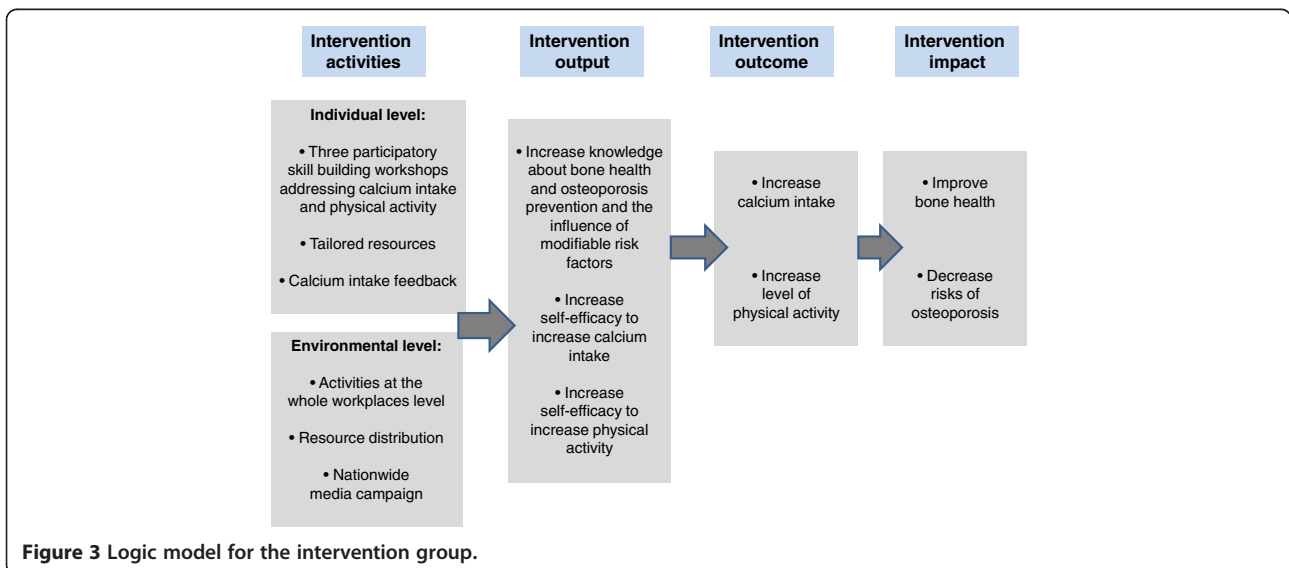 Intervention
activities
Intervention
output
Intervention
outcome
Intervention
impact
Individual level:
• Three participatory
skill building workshops
addressing calcium intake
and physical activity
• Tailored resources
• Calcium intake feedback
Environmental level:
• Activities at the
whole workplaces level
• Resource distribution
• Nationwide
media campaign
• Increase knowledge
about bone health
and osteoporosis
prevention and the
influence of
modifiable risk
factors
• Increase
self-efficacy to
increase calcium
intake
• Increase
self-efficacy to
increase physical
activity
• Increase
calcium intake
• Increase
level of
physical activity
• Improve
bone health
• Decrease
risks of
osteoporosis
Figure 3 Logic model for the intervention group.